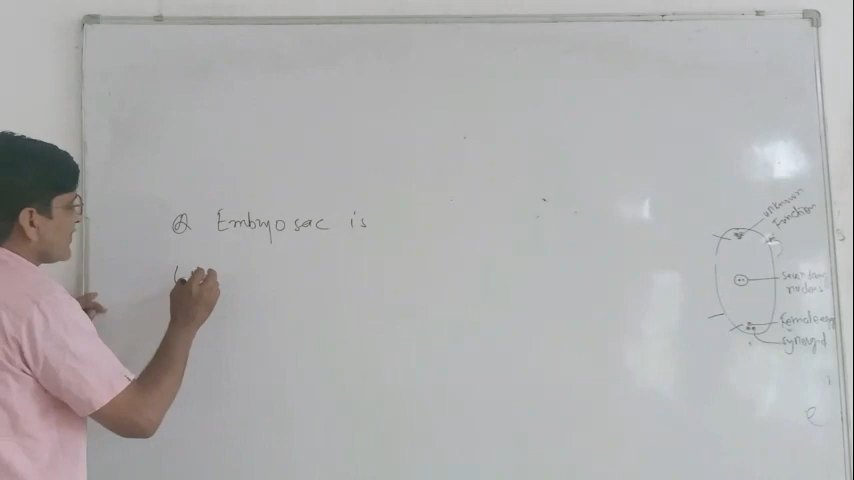 Q Embryosac is
(
unknown
Function
secondary
nucleus
Female egg
synergid
e